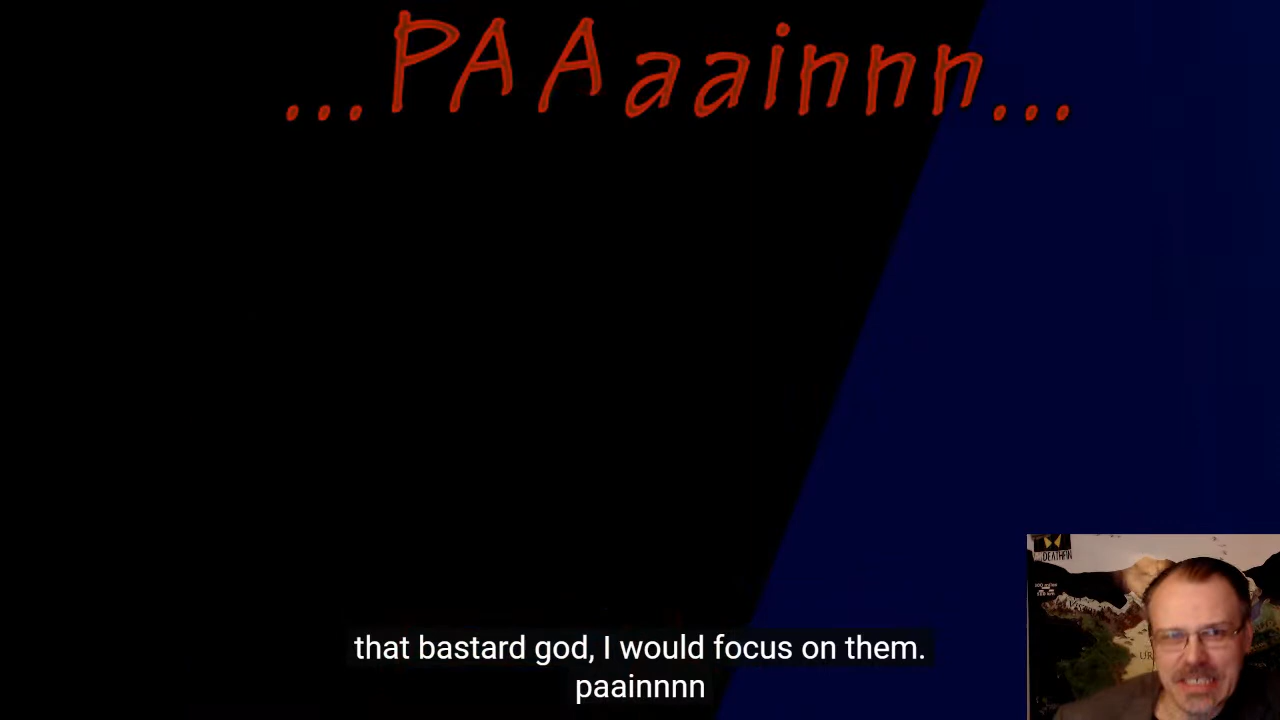 ...PAAaainnn...
DEATHFIN
that bastard god, I would focus on them.
paainnnn